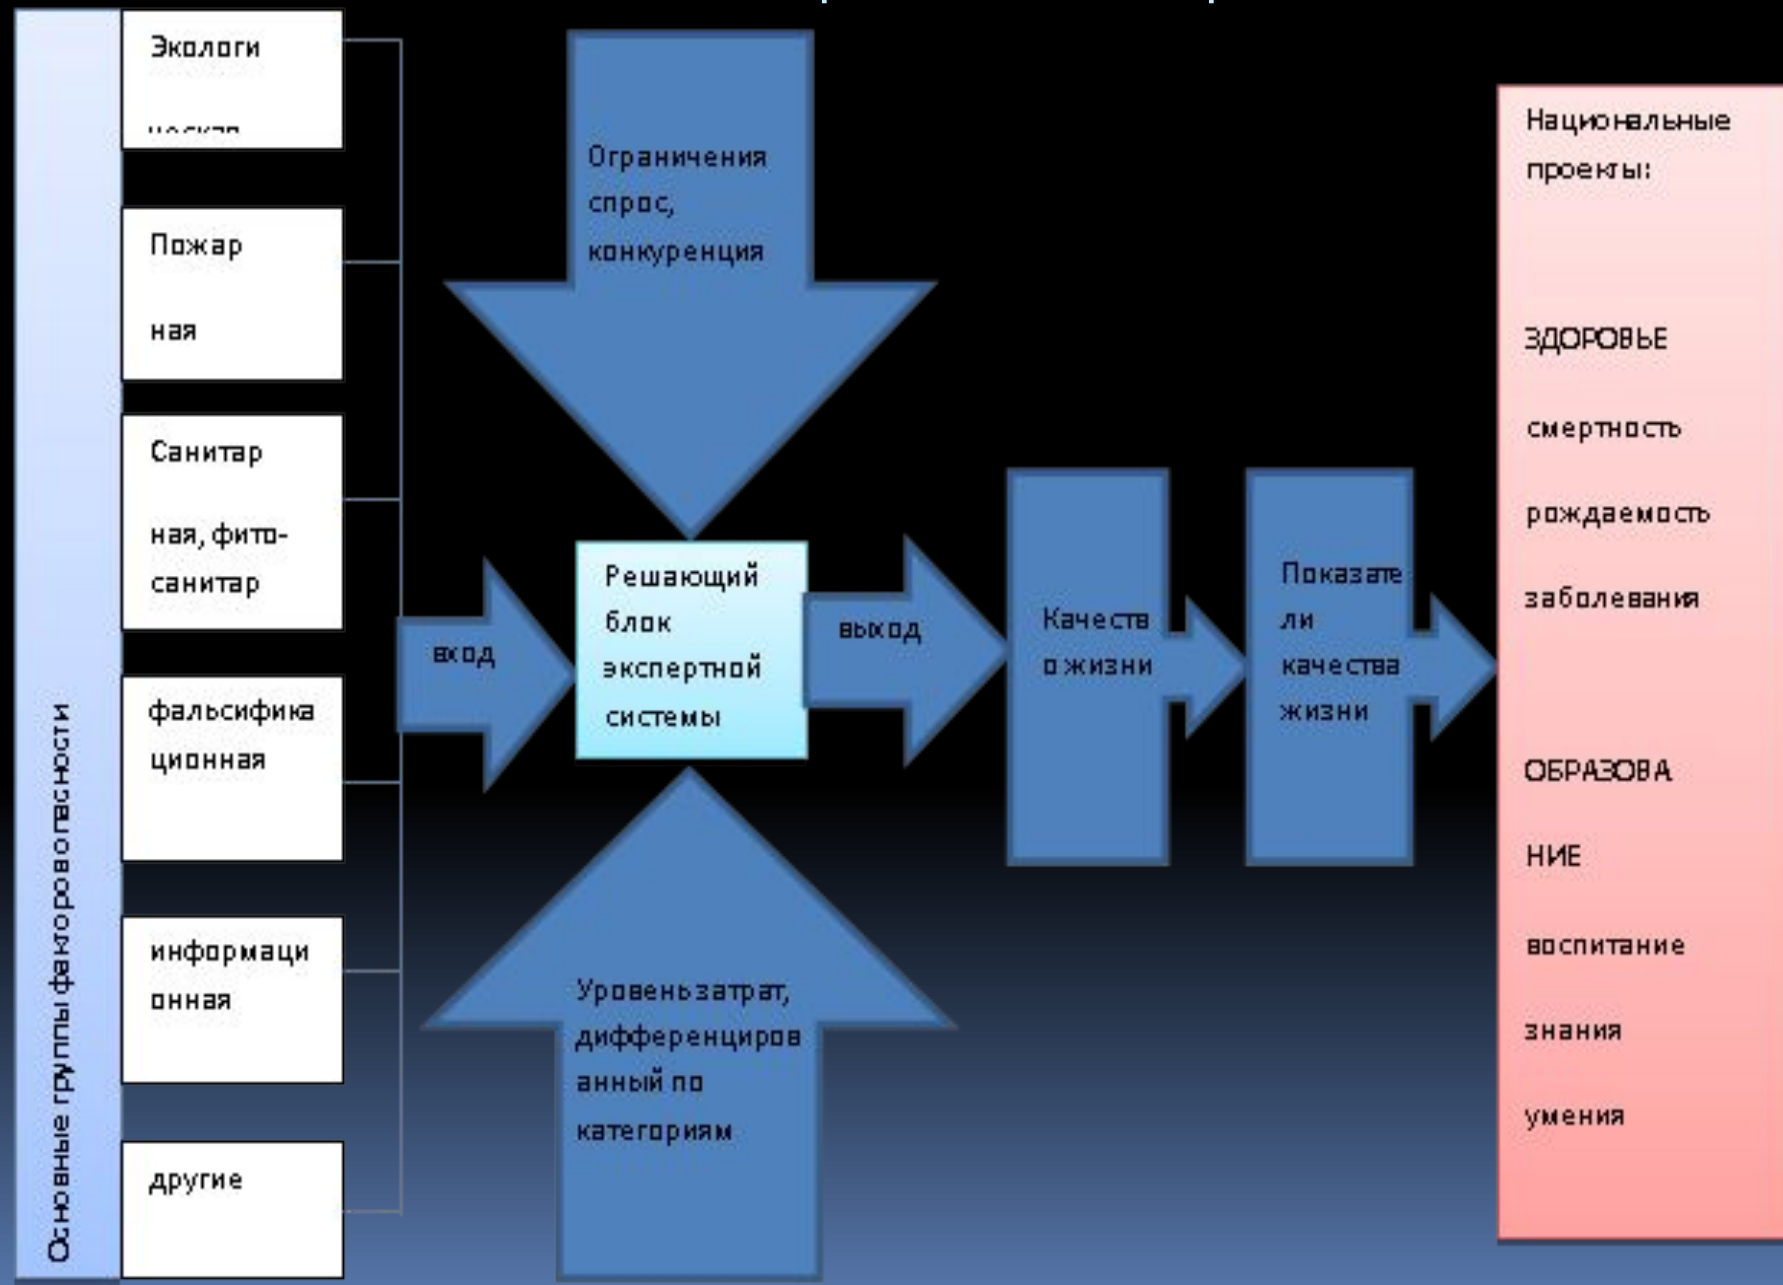 Основные группы факторов опасности
Экологи
ческая
Пожар
ная
Санитар
ная, фито-
санитар
фальсифика
ционная
информаци
онная
другие
вход
Ограничения
спрос,
конкуренция
Решающий
блок
экспертной
системы
Уровень затрат,
дифференциров
анный по
категориям
выход
Качеств
о жизни
Показате
ли
качества
жизни
Национальные
проекты:
ЗДОРОВЬЕ
смертность
рождаемость
заболевания
ОБРАЗОВА
НИЕ
воспитание
знания
умения